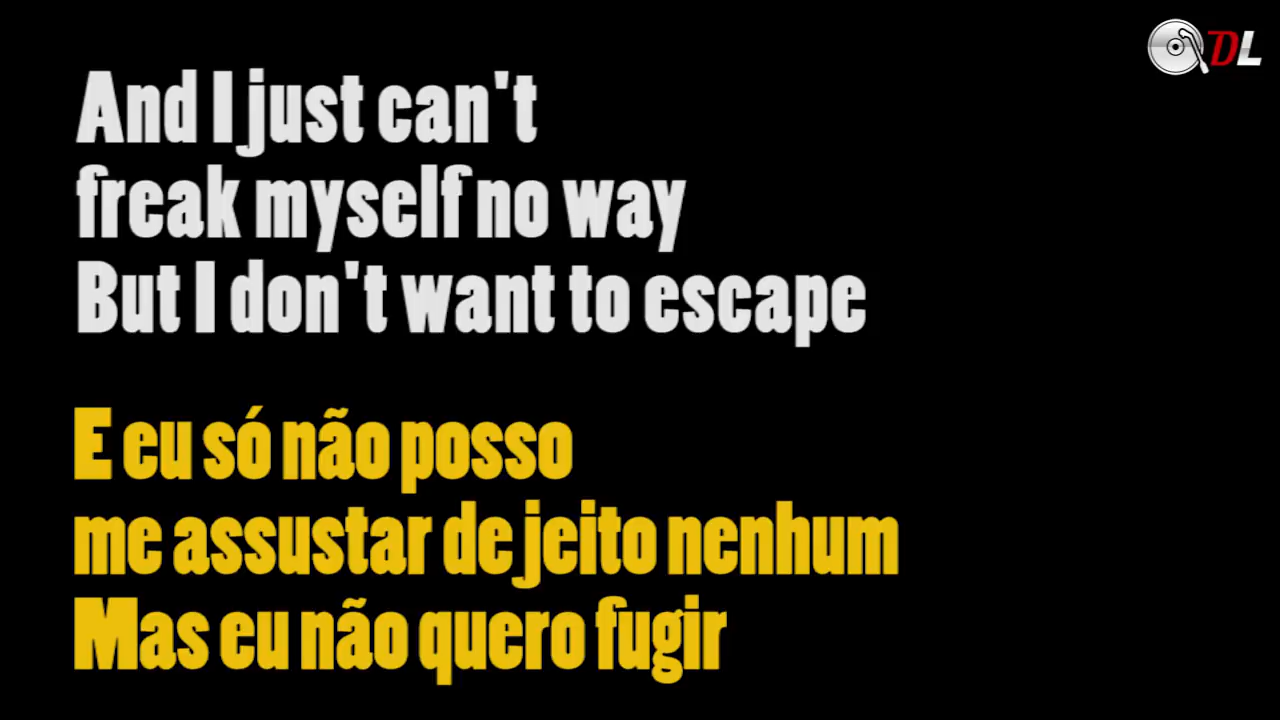 DL
And I just can't
freak myself no way
But I don't want to escape
E eu só não posso
me assustar de jeito nenhum
Mas eu não quero fugir